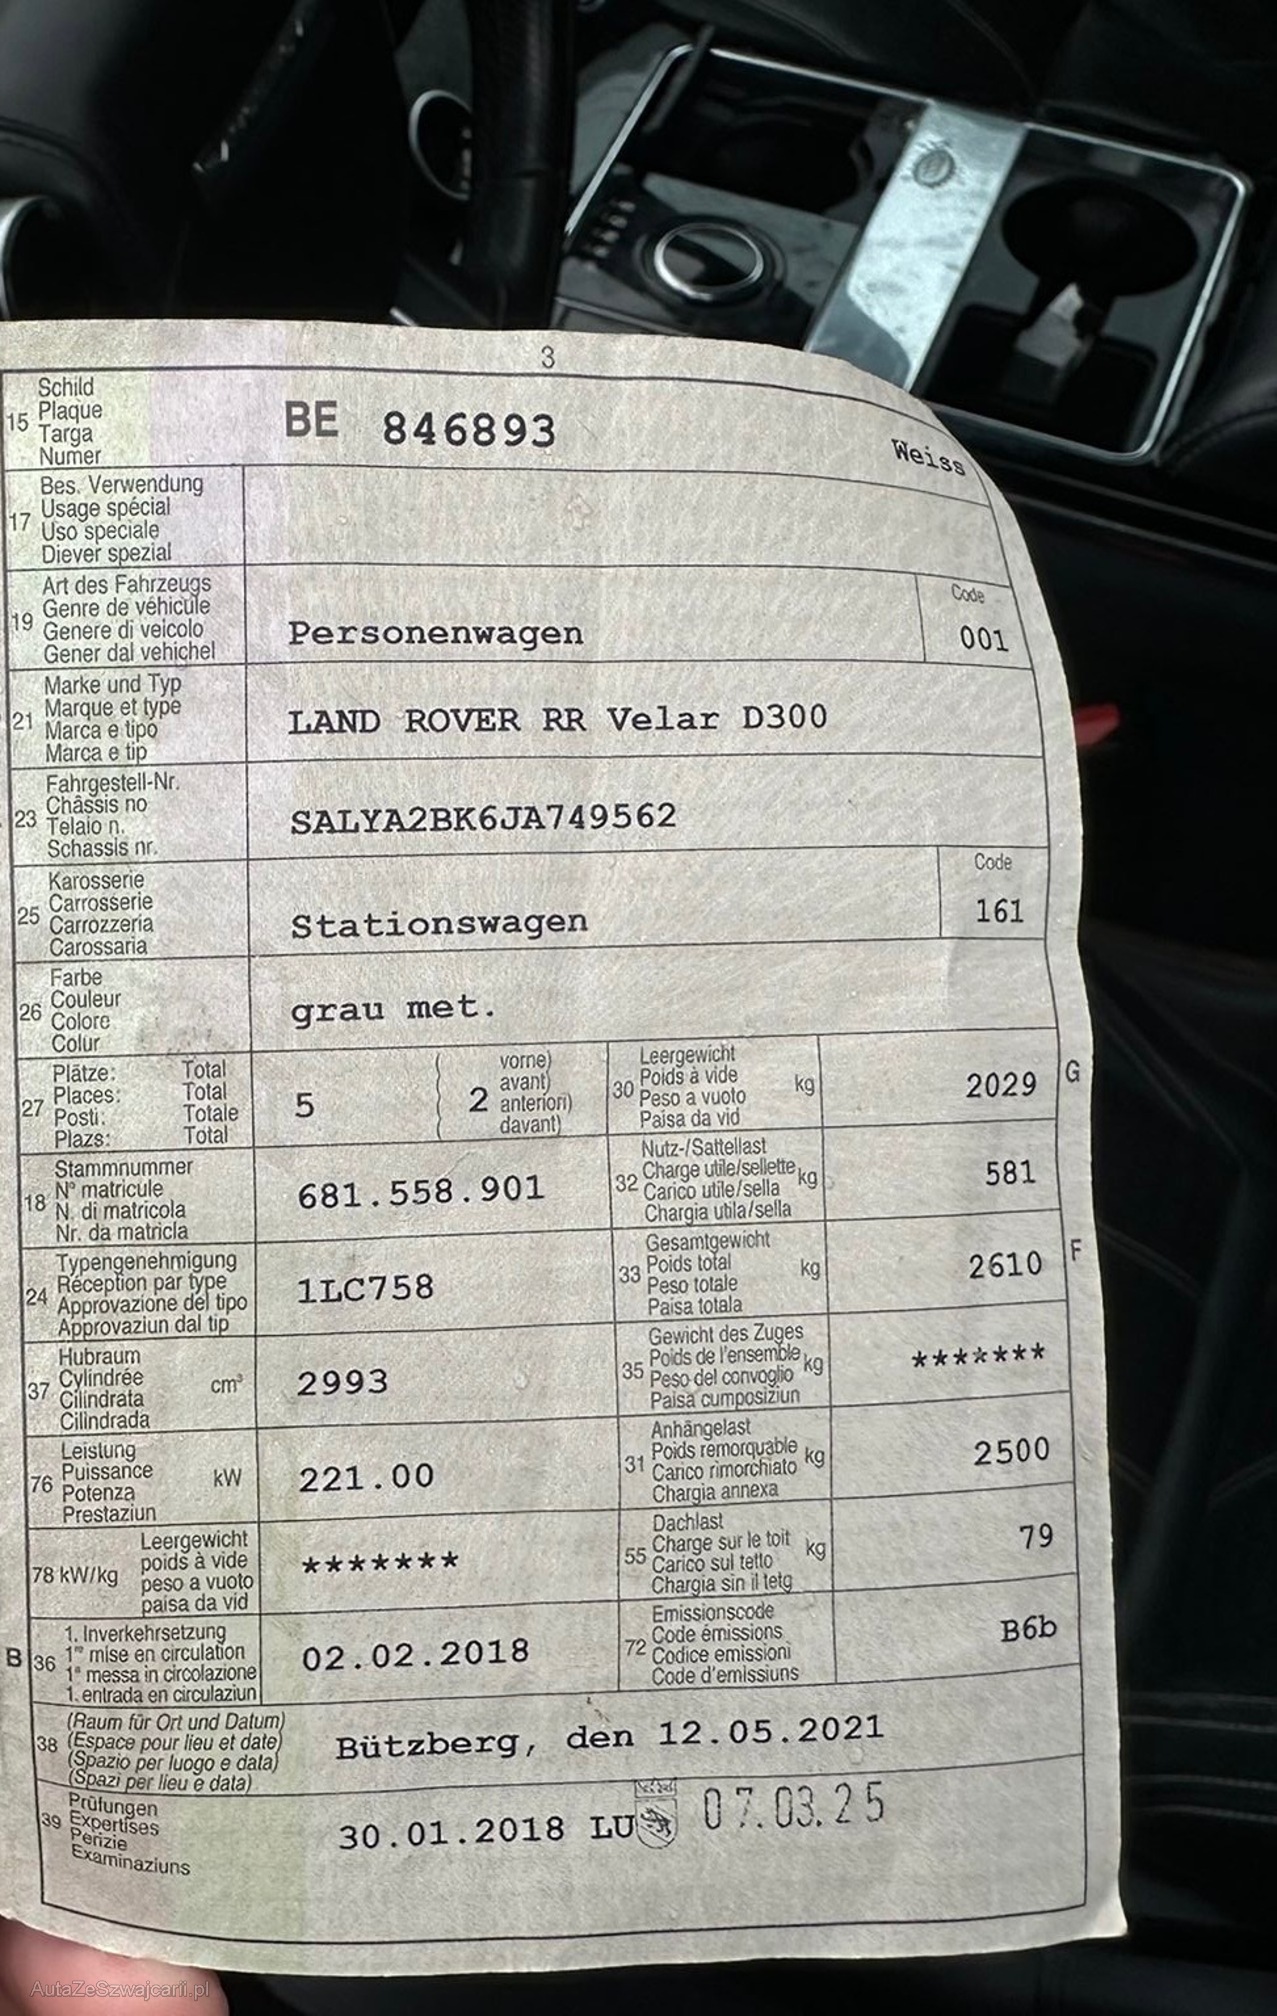 3
15 Schild
Plaque
Targa
Numer
BE 846893
Weiss
17 Bes. Verwendung
Usage spécial
Uso speciale
Diever spezial
19 Art des Fahrzeugs
Genre de véhicule
Genere di veicolo
Gener dal vehichel
Personenwagen
Code
001
21 Marke und Typ
Marque et type
Marca e tipo
Marca e tip
LAND ROVER RR Velar D300
23 Fahrgestell-Nr.
Châssis no
Telaio n.
Schassis nr.
SALYA2BK6JA749562
25 Karosserie
Carrosserie
Carrozzeria
Carossaria
Stationswagen
Code
161
26 Farbe
Couleur
Colore
Colur
grau met.
27 Plätze: Total
Places: Total
Posti: Totale
Plazs: Total
5
2
vorne)
avant)
anteriori)
davant)
30 Leergewicht
Poids à vide
Peso a vuoto
Paisa da vid
kg
2029
G
18 Stammnummer
N° matricule
N. di matricola
Nr. da matricla
681.558.901
32 Nutz-/Sattellast
Charge utile/sellette
Carico utile/sella
Chargia utila/sella
kg
581
24 Typengenehmigung
Réception par type
Approvazione del tipo
Approvaziun dal tip
1LC758
33 Gesamtgewicht
Poids total
Peso totale
Paisa totala
kg
2610
F
37 Hubraum
Cylindrée
Cilindrata
Cilindrada
cm³
2993
35 Gewicht des Zuges
Poids de l'ensemble
Peso del convoglio
Paisa cumposiziun
kg
*******
76 Leistung
Puissance
Potenza
Prestaziun
kW
221.00
31 Anhängelast
Poids remorquable
Carico rimorchiato
Chargia annexa
kg
2500
78 kW/kg
Leergewicht
poids à vide
peso a vuoto
paisa da vid
*******
55 Dachlast
Charge sur le toit
Carico sul tetto
Chargia sin il tetg
kg
79
B
36 1. Inverkehrsetzung
1re mise en circulation
1a messa in circolazione
1. entrada en circulaziun
02.02.2018
72 Emissionscode
Code émissions
Codice emissioni
Code d'emissiuns
B6b
38 (Raum für Ort und Datum)
(Espace pour lieu et date)
(Spazio per luogo e data)
(Spazi per lieu e data)
Bützberg, den 12.05.2021
39 Prüfungen
Expertises
Perizie
Examinaziuns
30.01.2018 LU
07.03.25
AutaZeSzwajcarii.pl